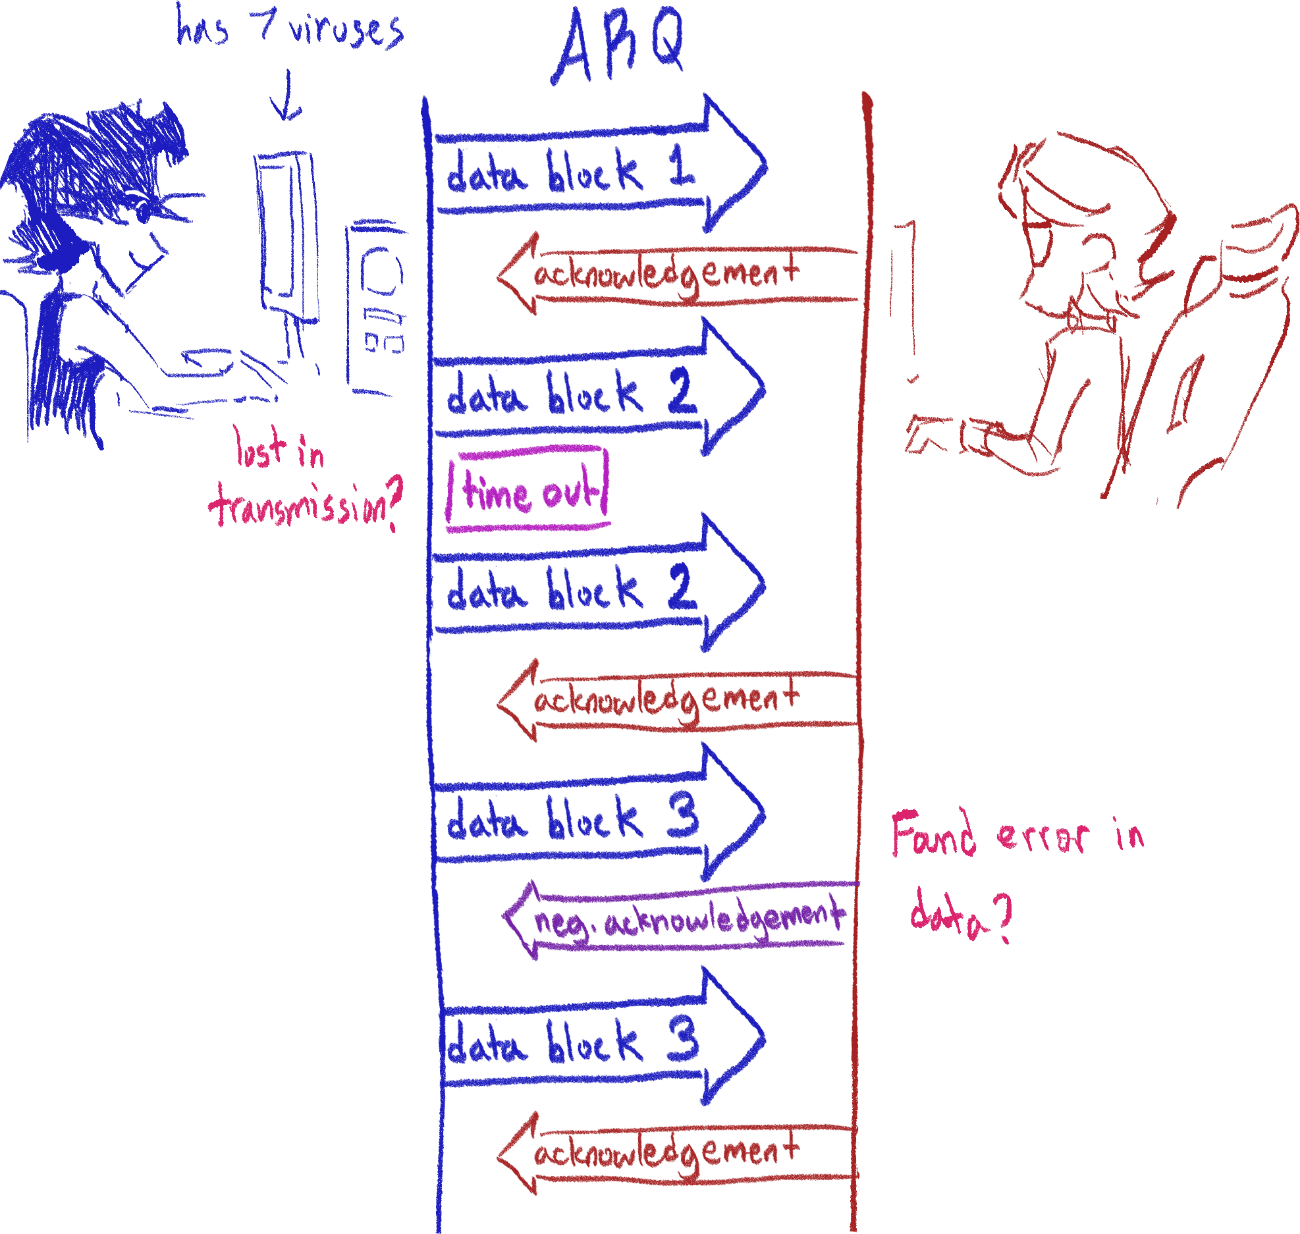 has 7 viruses
ARQ
data block 1
acknowledgement
data block 2
lost in
transmission?
time out
data block 2
acknowledgement
data block 3
Found error in
data?
neg. acknowledgement
data block 3
acknowledgement